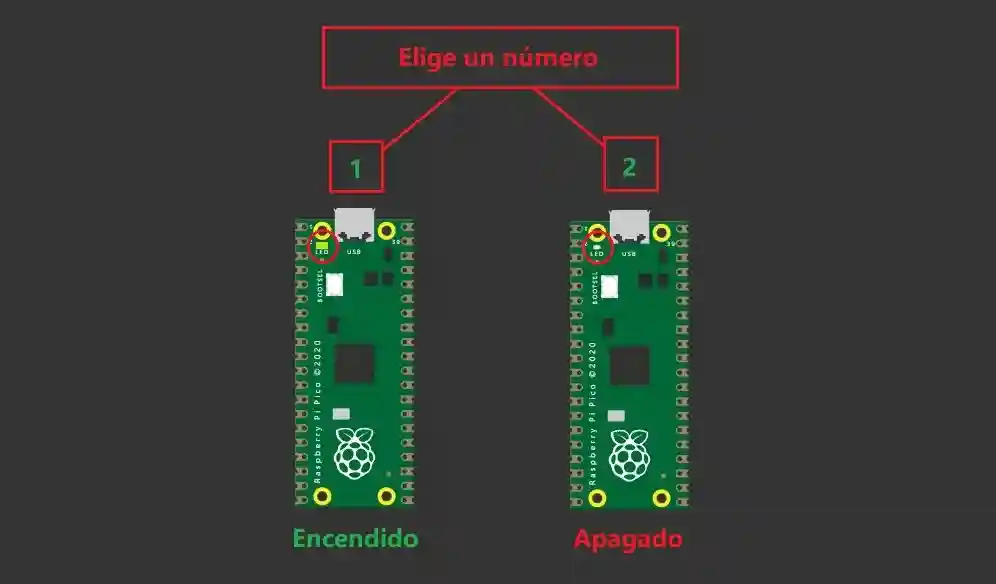 Elige un número
1
2
LED
USB
39
BOOTSEL
Raspberry Pi Pico ©2020
LED
USB
39
BOOTSEL
Raspberry Pi Pico ©2020
Encendido
Apagado